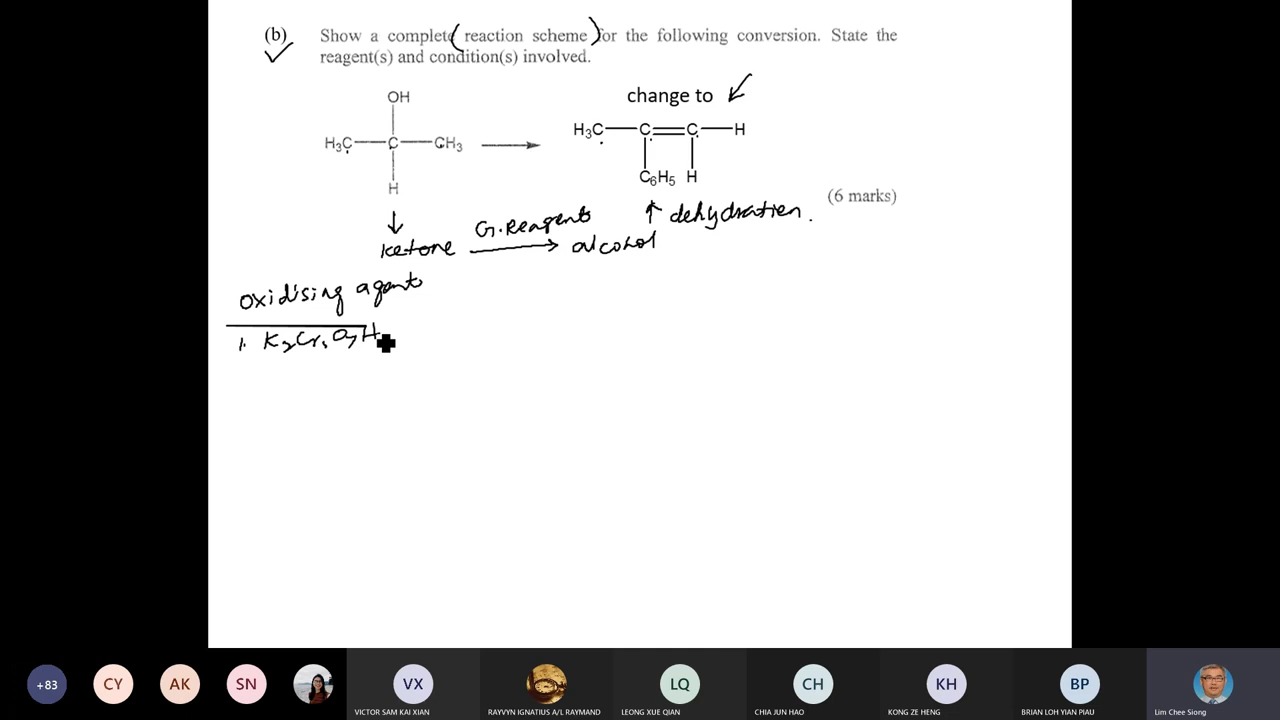 (b) Show a complete (reaction scheme) for the following conversion. State the
reagent(s) and condition(s) involved.
OH
H₃C—C—CH₃
H
change to
H₃C—C=C—H
C₆H₅ H
(6 marks)
↓ G.Reagents ↑ dehydration.
ketone → alcohol
oxidising agent
1. K₂Cr₂O₇ H
+83
CY
AK
SN
VX
LQ
CH
KH
BP
VICTOR SAM KAI XIAN
RAYVYN IGNATIUS A/L RAYMAND
LEONG XUE QIAN
CHIA JUN HAO
KONG ZE HENG
BRIAN LOH YIAN PIAU
Lim Chee Siong